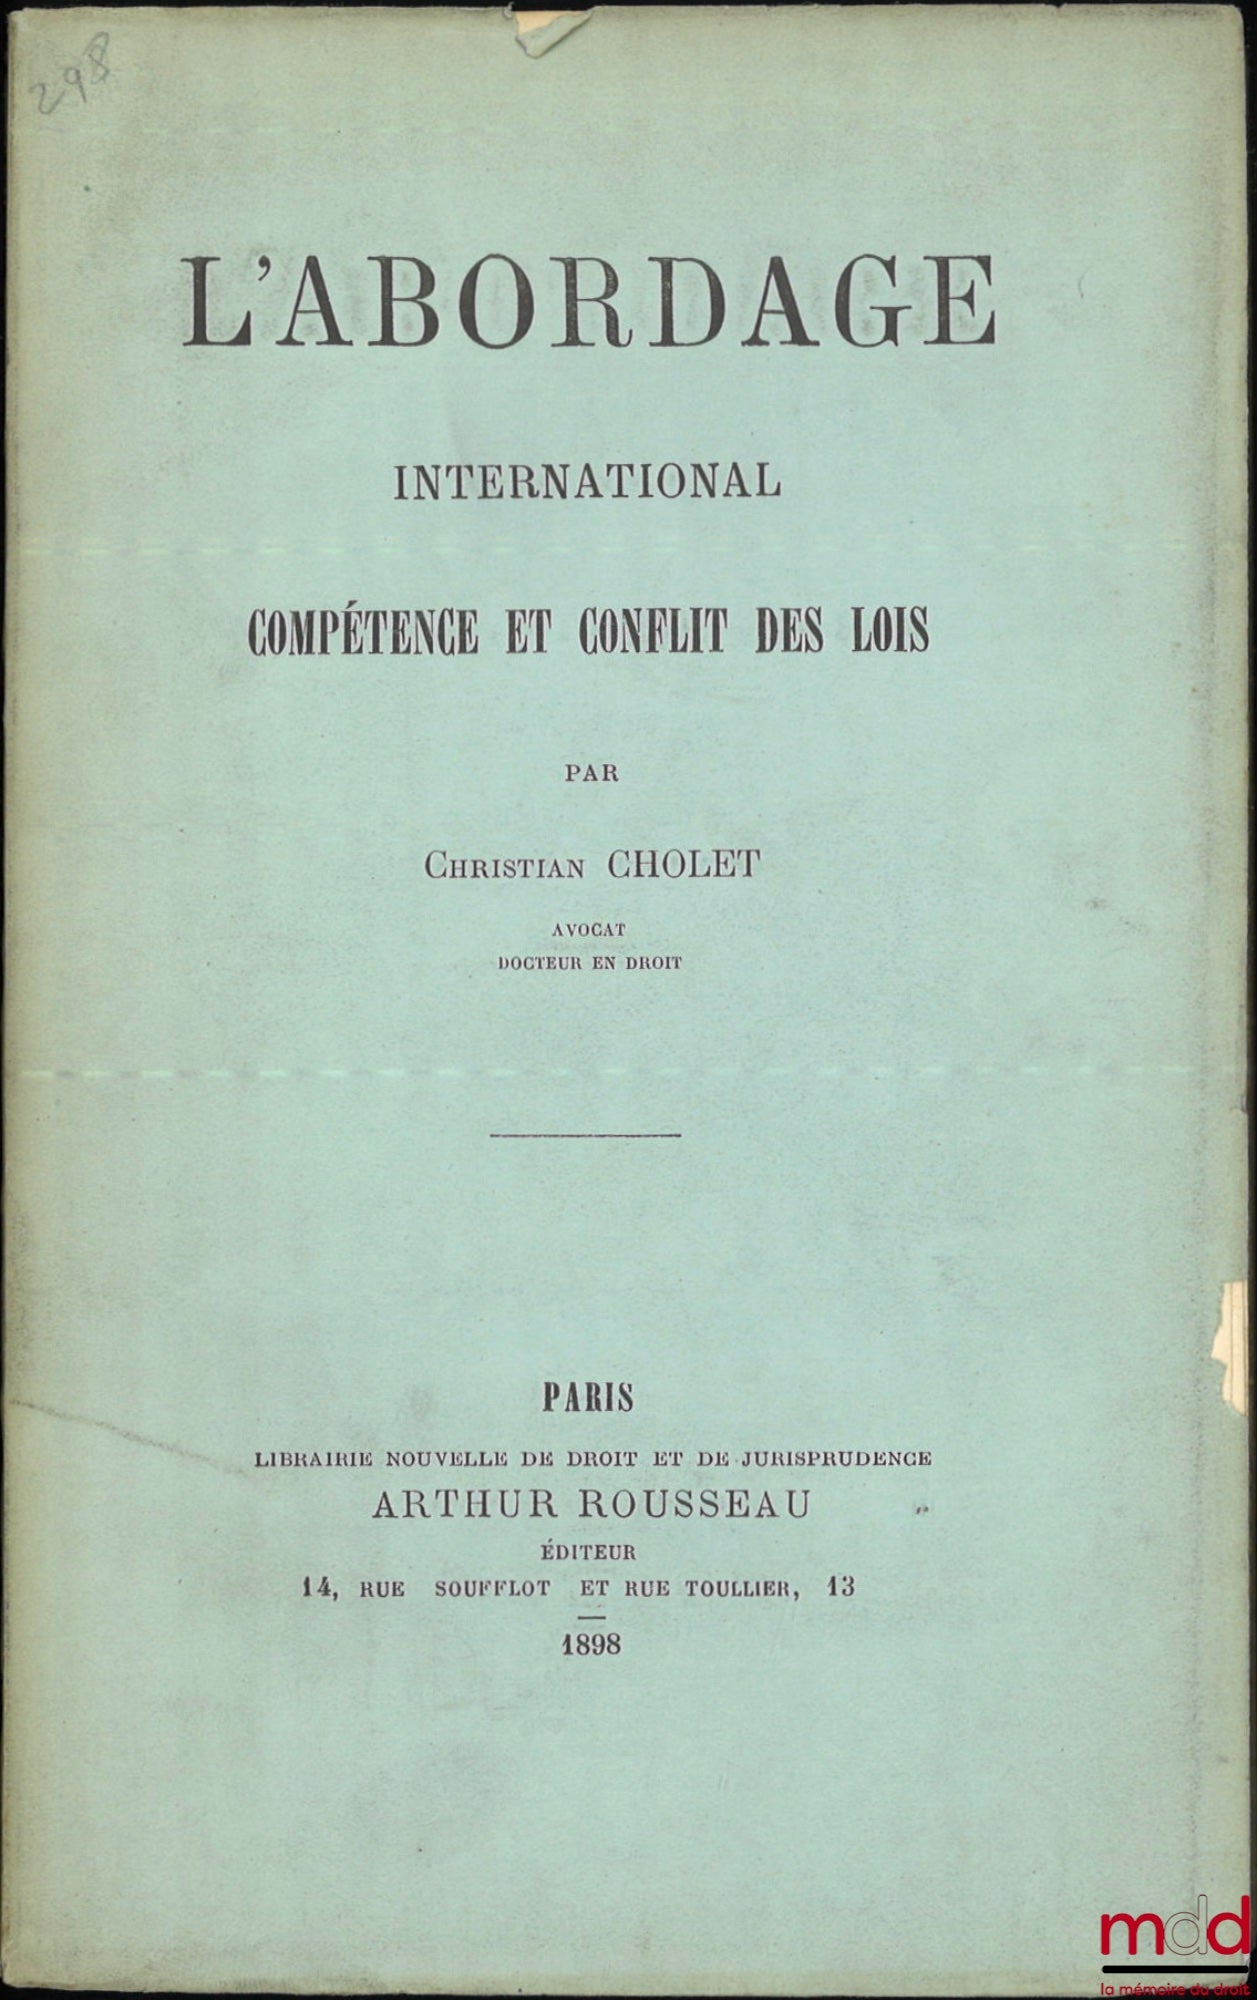 298
L'ABORDAGE
INTERNATIONAL
COMPÉTENCE ET CONFLIT DES LOIS
PAR
CHRISTIAN CHOLET
AVOCAT
DOCTEUR EN DROIT
PARIS
LIBRAIRIE NOUVELLE DE DROIT ET DE JURISPRUDENCE
ARTHUR ROUSSEAU
ÉDITEUR
14, RUE SOUFFLOT ET RUE TOULLIER, 13
1898
mdd
la mémoire du droit